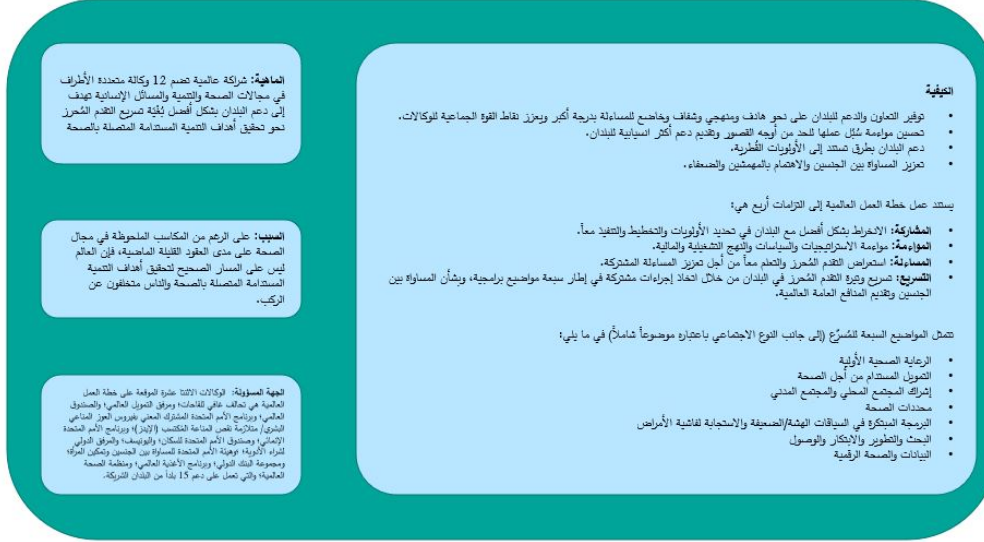 الماهية: شراكة عالمية تضم 12 وكالة متعددة الأطراف
في مجالات الصحة والتنمية والمسائل الإنسانية تهدف
إلى دعم البلدان بشكل أفضل بُغْيَة تسريع التقدم المُحرز
نحو تحقيق أهداف التنمية المستدامة المتصلة بالصحة
السبب: على الرغم من المكاسب الملحوظة في مجال
الصحة على مدى العقود القليلة الماضية، فإن العالم
ليس على المسار الصحيح لتحقيق أهداف التنمية
المستدامة المتصلة بالصحة والناس متخلفون عن
الركب.
الجهة المسؤولة: الوكالات الاثنتا عشرة الموقعة على خطة العمل
العالمية هي تحالف غافي للقاحات؛ ومرفق التمويل العالمي؛ والصندوق
العالمي؛ وبرنامج الأمم المتحدة المشترك المعني بفيروس العوز المناعي
البشري/ متلازمة نقص المناعة المُكتسب (الإيدز)؛ وبرنامج الأمم المتحدة
الإنمائي؛ وصندوق الأمم المتحدة للسكان؛ واليونيسف؛ والمرفق الدولي
لشراء الأدوية؛ وهيئة الأمم المتحدة للمساواة بين الجنسين وتمكين المرأة؛
ومجموعة البنك الدولي؛ وبرنامج الأغذية العالمي؛ ومنظمة الصحة
العالمية؛ والتي تعمل على دعم 15 بلداً من البلدان الشريكة.
الكيفية
• توفير التعاون والدعم للبلدان على نحو هادف ومنهجي وشفاف وخاضع للمساءلة بدرجة أكبر ويعزز نقاط القوة الجماعية للوكالات.
• تحسين مواءمة سُبُل عملها للحد من أوجه القصور وتقديم دعم أكثر انسيابية للبلدان.
• دعم البلدان بطرق تستند إلى الأولويات القُطرية.
• تعزيز المساواة بين الجنسين والاهتمام بالمهمشين والضعفاء.
يستند عمل خطة العمل العالمية إلى التزامات أربع هي:
• المشاركة: الانخراط بشكل أفضل مع البلدان في تحديد الأولويات والتخطيط والتنفيذ معاً.
• المواءمة: مواءمة الاستراتيجيات والسياسات والنهج التشغيلية والمالية.
• المساءلة: استعراض التقدم المُحرز والتعلم معاً من أجل تعزيز المساءلة المشتركة.
• التسريع: تسريع وتيرة التقدم المُحرز في البلدان من خلال اتخاذ إجراءات مشتركة في إطار سبعة مواضيع برامجية، وبشأن المساواة بين
الجنسين وتقديم المنافع العامة العالمية.
تتمثل المواضيع السبعة للمُسرِّع (إلى جانب النوع الاجتماعي باعتباره موضوعاً شاملاً) في ما يلي:
• الرعاية الصحية الأولية
• التمويل المستدام من أجل الصحة
• إشراك المجتمع المحلي والمجتمع المدني
• محددات الصحة
• البرمجة المبتكرة في السياقات الهشة/الضعيفة والاستجابة لفاشية الأمراض
• البحث والتطوير والابتكار والوصول
• البيانات والصحة الرقمية